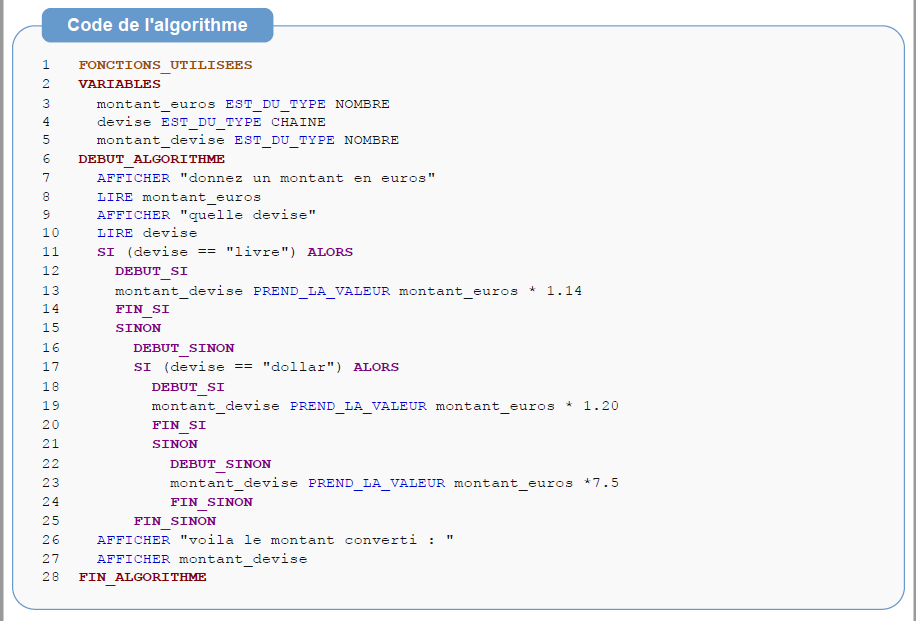 Code de l'algorithme
1 FONCTIONS_UTILISEES
2 VARIABLES
3 montant_euros EST_DU_TYPE NOMBRE
4 devise EST_DU_TYPE CHAINE
5 montant_devise EST_DU_TYPE NOMBRE
6 DEBUT_ALGORITHME
7 AFFICHER "donnez un montant en euros"
8 LIRE montant_euros
9 AFFICHER "quelle devise"
10 LIRE devise
11 SI (devise == "livre") ALORS
12 DEBUT_SI
13 montant_devise PREND_LA_VALEUR montant_euros * 1.14
14 FIN_SI
15 SINON
16 DEBUT_SINON
17 SI (devise == "dollar") ALORS
18 DEBUT_SI
19 montant_devise PREND_LA_VALEUR montant_euros * 1.20
20 FIN_SI
21 SINON
22 DEBUT_SINON
23 montant_devise PREND_LA_VALEUR montant_euros *7.5
24 FIN_SINON
25 FIN_SINON
26 AFFICHER "voila le montant converti : "
27 AFFICHER montant_devise
28 FIN_ALGORITHME